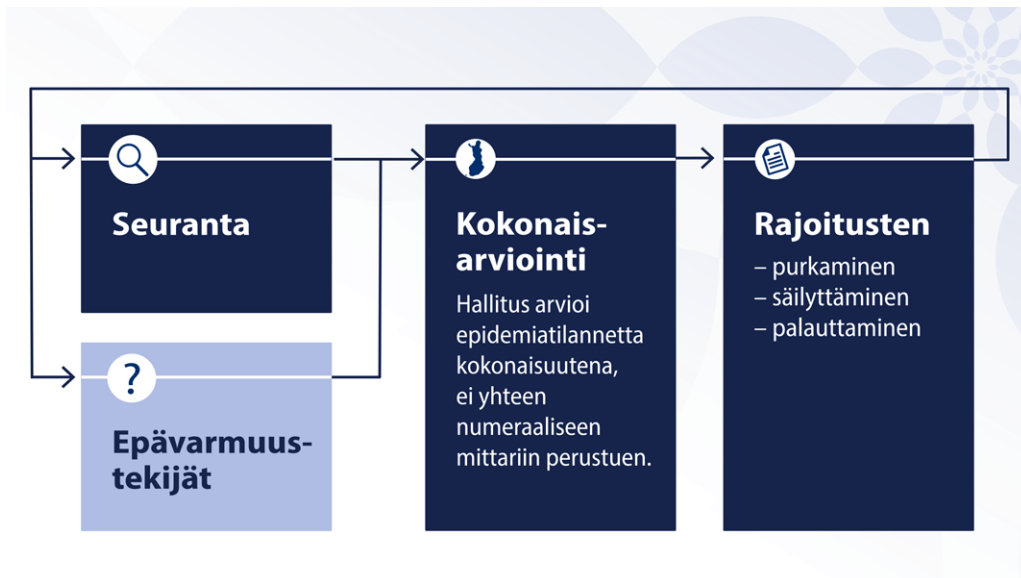 Seuranta
?
Epävarmuus-
tekijät
Kokonais-
arviointi
Hallitus arvioi
epidemiatilannetta
kokonaisuutena,
ei yhteen
numeraaliseen
mittariin perustuen.
Rajoitusten
– purkaminen
– säilyttäminen
– palauttaminen